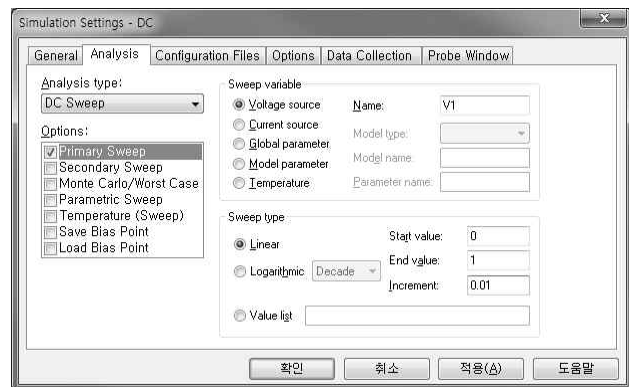 Simulation Settings - DC
General Analysis Configuration Files Options Data Collection Probe Window
Analysis type:
DC Sweep
Options:
Primary Sweep
Secondary Sweep
Monte Carlo/Worst Case
Parametric Sweep
Temperature (Sweep)
Save Bias Point
Load Bias Point
Sweep variable
Voltage source
Current source
Global parameter
Model parameter
Temperature
Name: V1
Model type:
Model name:
Parameter name:
Sweep type
Linear
Logarithmic Decade
Value list
Start value: 0
End value: 1
Increment: 0.01
확인 취소 적용(A) 도움말